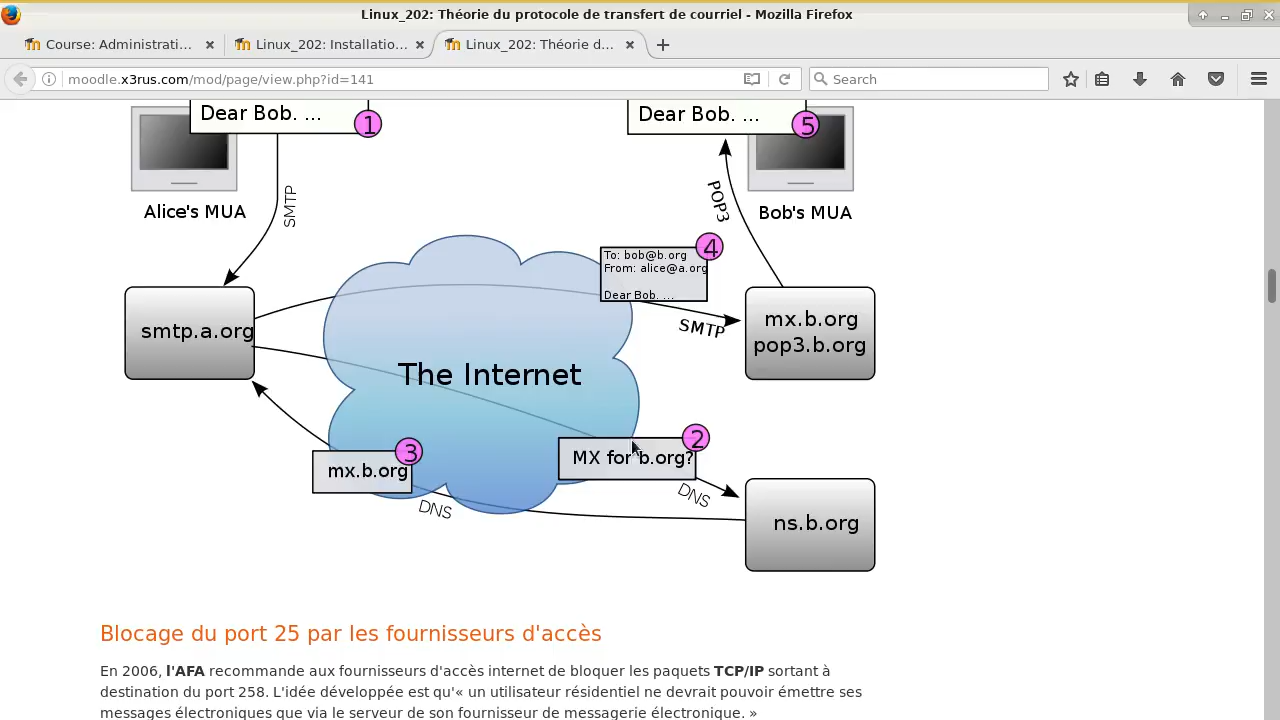 Linux_202: Théorie du protocole de transfert de courriel - Mozilla Firefox
Course: Administrati...
Linux_202: Installatio...
Linux_202: Théorie d...
moodle.x3rus.com/mod/page/view.php?id=141
Search
Dear Bob. ...
1
Dear Bob. ...
5
Alice's MUA
SMTP
POP3
Bob's MUA
4
To: bob@b.org
From: alice@a.org
Dear Bob. ...
smtp.a.org
SMTP
mx.b.org
pop3.b.org
The Internet
3
mx.b.org
2
MX for b.org?
DNS
DNS
ns.b.org
Blocage du port 25 par les fournisseurs d'accès
En 2006, l'AFA recommande aux fournisseurs d'accès internet de bloquer les paquets TCP/IP sortant à
destination du port 258. L'idée développée est qu'« un utilisateur résidentiel ne devrait pouvoir émettre ses
messages électroniques que via le serveur de son fournisseur de messagerie électronique. »